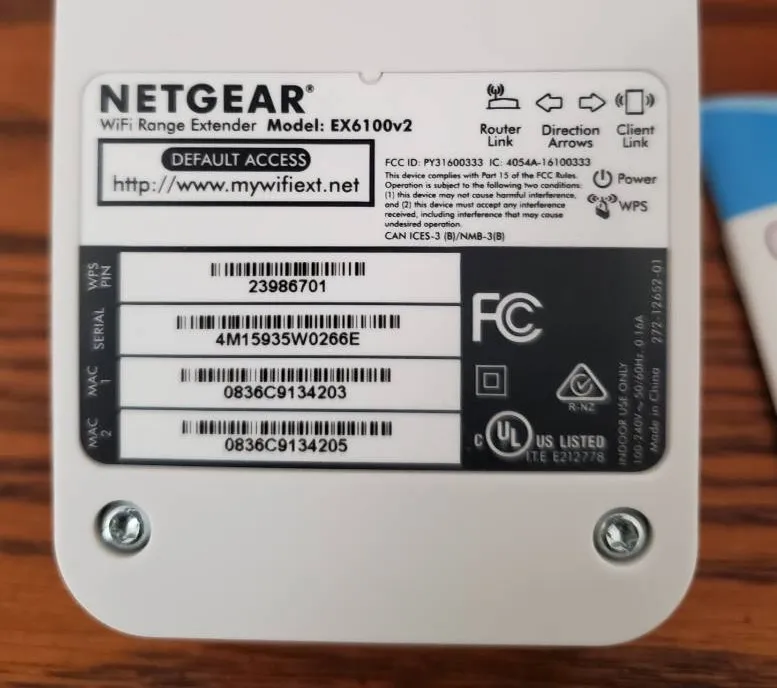 NETGEAR®
WiFi Range Extender Model: EX6100v2
DEFAULT ACCESS
http://www.mywifiext.net
Router Link
Direction Arrows
Client Link
FCC ID: PY31600333 IC: 4054A-16100333
This device complies with Part 15 of the FCC Rules.
Operation is subject to the following two conditions:
(1) this device may not cause harmful interference,
and (2) this device must accept any interference
received, including interference that may cause
undesired operation.
CAN ICES-3 (B)/NMB-3(B)
Power
WPS
WPS PIN
23986701
SERIAL
4M15935W0266E
MAC 1
0836C9134203
MAC 2
0836C9134205
FC
R-NZ
C UL US LISTED
I.T.E E212778
INDOOR USE ONLY
100-240V ~ 50/60Hz, 0.16A
Made in China 272-12652-01